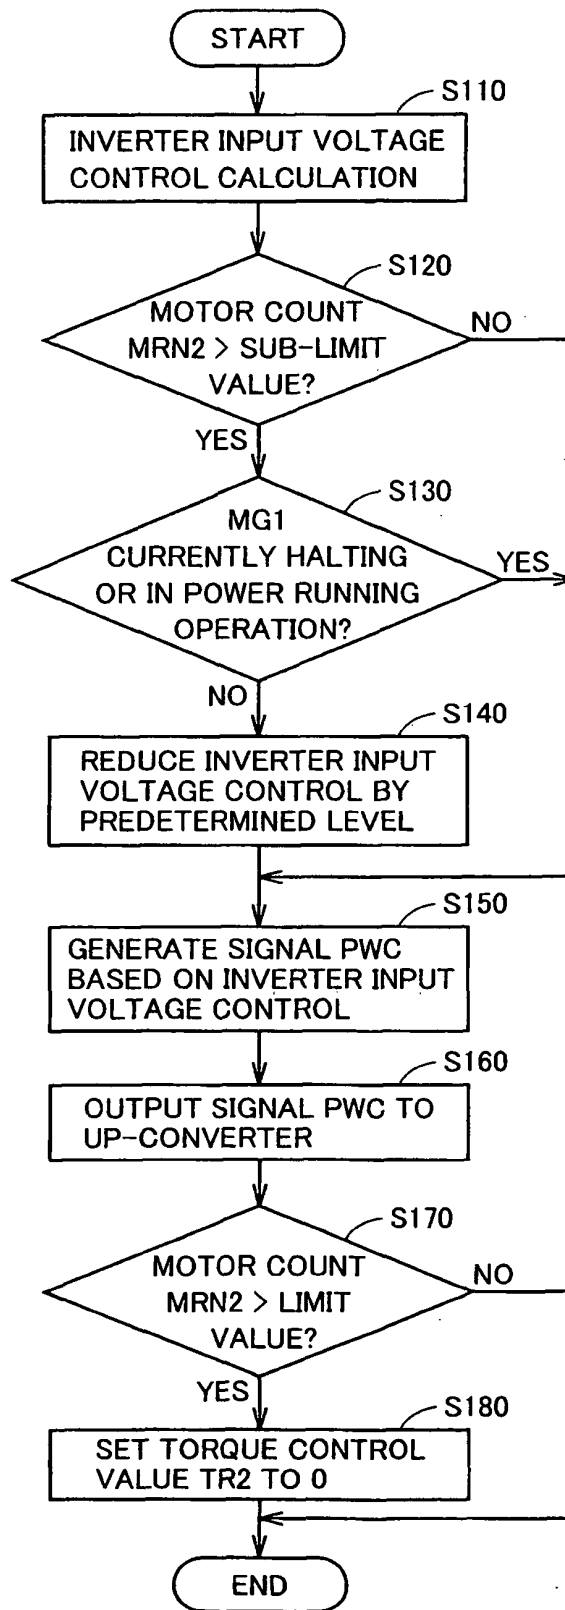 START
S110
INVERTER INPUT VOLTAGE
CONTROL CALCULATION
S120
MOTOR COUNT
MRN2 > SUB-LIMIT
VALUE?
NO
YES
S130
MG1
CURRENTLY HALTING
OR IN POWER RUNNING
OPERATION?
YES
NO
S140
REDUCE INVERTER INPUT
VOLTAGE CONTROL BY
PREDETERMINED LEVEL
S150
GENERATE SIGNAL PWC
BASED ON INVERTER INPUT
VOLTAGE CONTROL
S160
OUTPUT SIGNAL PWC TO
UP-CONVERTER
S170
MOTOR COUNT
MRN2 > LIMIT
VALUE?
NO
YES
S180
SET TORQUE CONTROL
VALUE TR2 TO 0
END